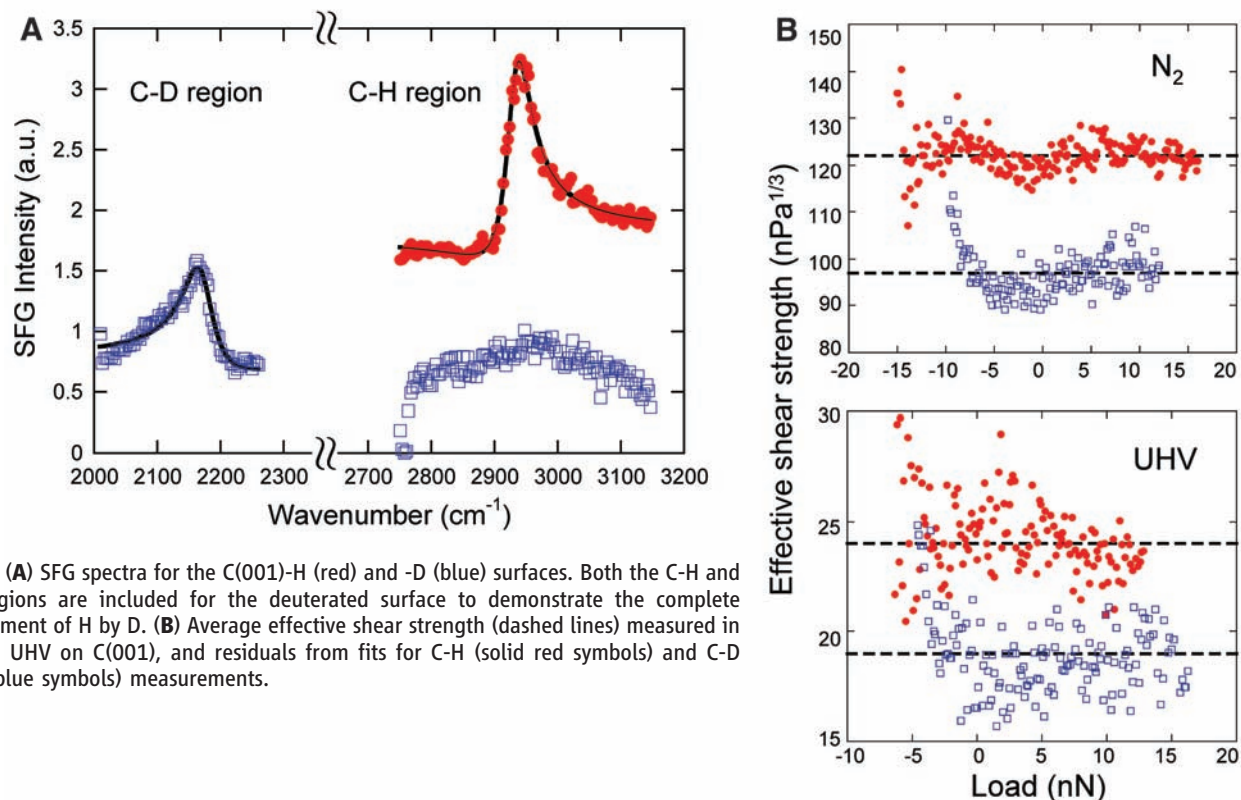 A
3.5
3
2.5
2
1.5
1
0.5
0
SFG Intensity (a.u.)
C-D region
C-H region
2000 2100 2200 2300 2700 2800 2900 3000 3100 3200
Wavenumber (cm⁻¹)
(A) SFG spectra for the C(001)-H (red) and -D (blue) surfaces. Both the C-H and
gions are included for the deuterated surface to demonstrate the complete
ment of H by D. (B) Average effective shear strength (dashed lines) measured in
UHV on C(001), and residuals from fits for C-H (solid red symbols) and C-D
blue symbols) measurements.
B
Effective shear strength (nPa^1/3)
150
140
130
120
110
100
90
80
N₂
-20 -15 -10 -5 0 5 10 15 20
30
25
20
15
UHV
-10 -5 0 5 10 15 20
Load (nN)